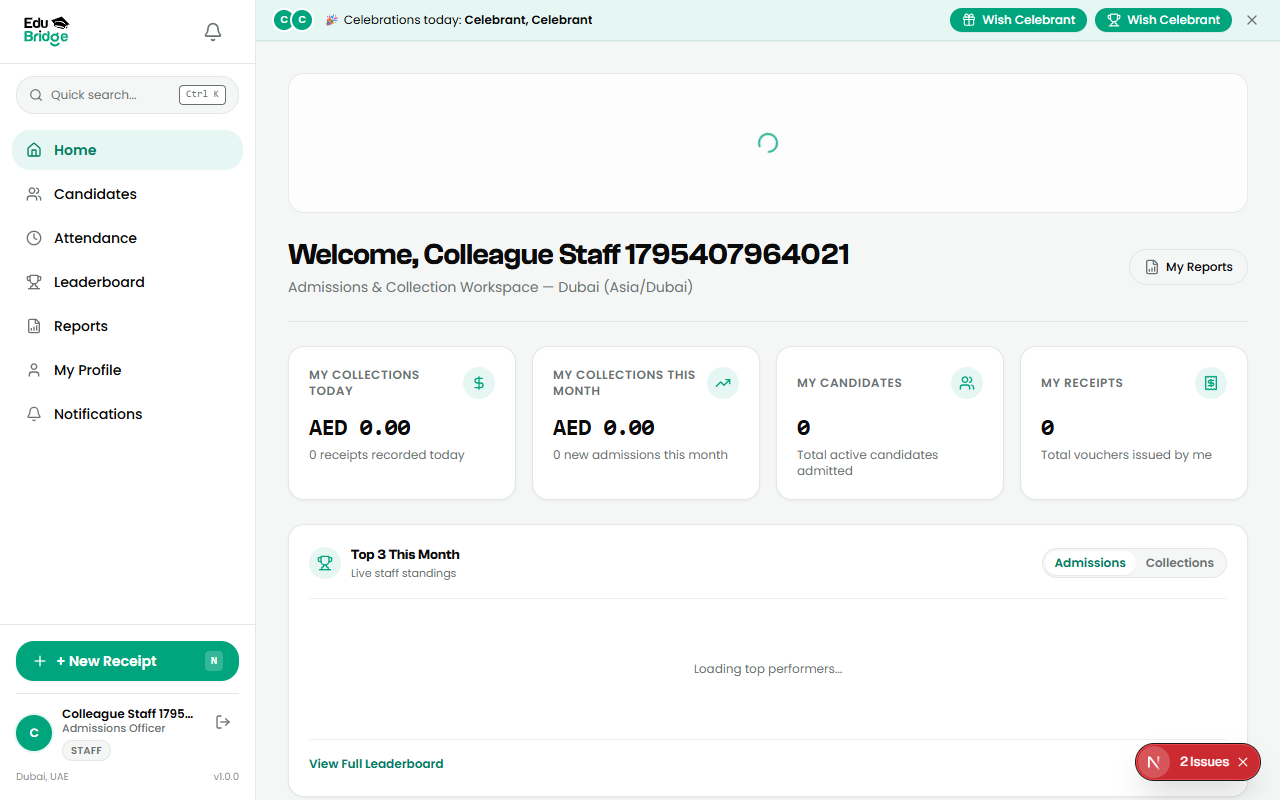 Edu
Bridge
C C 🎉 Celebrations today: Celebrant, Celebrant
Wish Celebrant
Wish Celebrant
Quick search...
Ctrl K
Home
Candidates
Attendance
Leaderboard
Reports
My Profile
Notifications
+ New Receipt
N
C
Colleague Staff 1795...
Admissions Officer
STAFF
Dubai, UAE
v1.0.0
Welcome, Colleague Staff 1795407964021
Admissions & Collection Workspace — Dubai (Asia/Dubai)
My Reports
MY COLLECTIONS
TODAY
AED 0.00
0 receipts recorded today
MY COLLECTIONS THIS
MONTH
AED 0.00
0 new admissions this month
MY CANDIDATES
0
Total active candidates
admitted
MY RECEIPTS
0
Total vouchers issued by me
Top 3 This Month
Live staff standings
Admissions
Collections
Loading top performers...
View Full Leaderboard
N
2 Issues